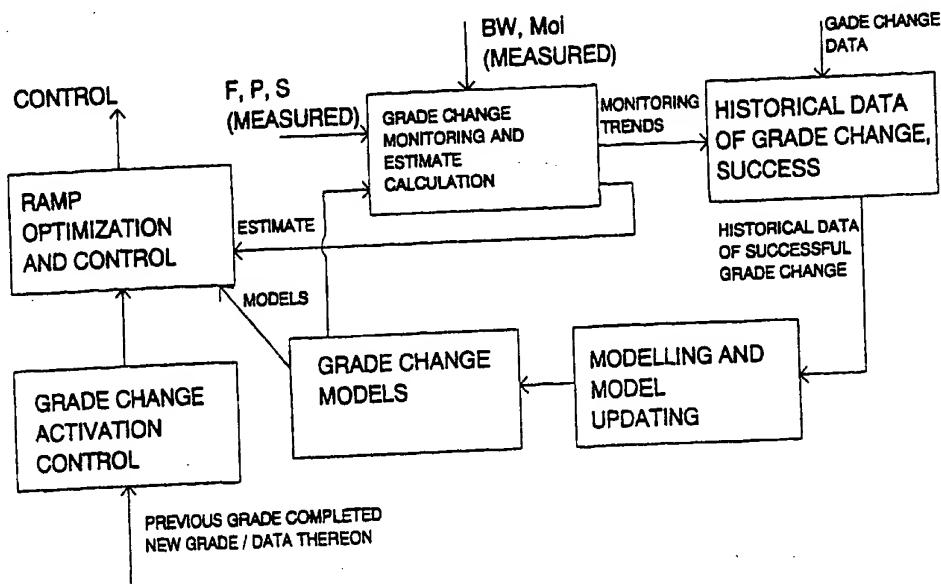 BW, Mol
(MEASURED)
GADE CHANGE
DATA
CONTROL
F, P, S
(MEASURED)
GRADE CHANGE
MONITORING AND
ESTIMATE
CALCULATION
MONITORING
TRENDS
HISTORICAL DATA
OF GRADE CHANGE,
SUCCESS
RAMP
OPTIMIZATION
AND CONTROL
ESTIMATE
HISTORICAL DATA
OF SUCCESSFUL
GRADE CHANGE
MODELS
GRADE CHANGE
MODELS
MODELLING AND
MODEL
UPDATING
GRADE CHANGE
ACTIVATION
CONTROL
PREVIOUS GRADE COMPLETED
NEW GRADE / DATA THEREON